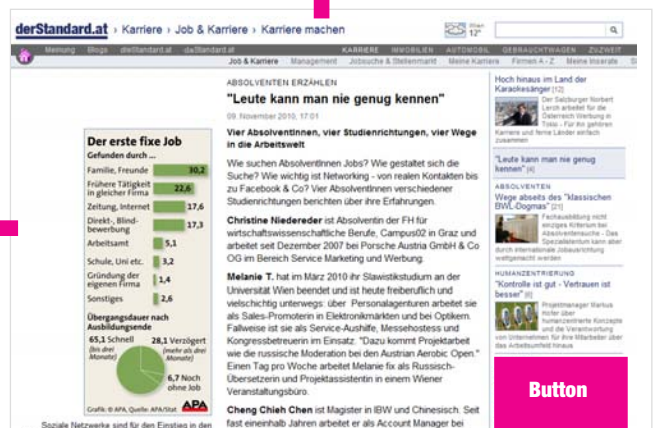 derStandard.at › Karriere › Job & Karriere › Karriere machen
Wien
12°
Meinung Blogs dieStandard.at daStandard.at KARRIERE IMMOBILIEN AUTOMOBIL GEBRAUCHTWAGEN ZUZWEIT
Job & Karriere Management Jobsuche & Stellenmarkt Meine Karriere Firmen A - Z Meine Inserate
ABSOLVENTEN ERZÄHLEN
"Leute kann man nie genug kennen"
09. November 2010, 17:01
Vier AbsolventInnen, vier Studienrichtungen, vier Wege
in die Arbeitswelt
Wie suchen AbsolventInnen Jobs? Wie gestaltet sich die
Suche? Wie wichtig ist Networking - von realen Kontakten bis
zu Facebook & Co? Vier AbsolventInnen verschiedener
Studienrichtungen berichten über ihre Erfahrungen.
Christine Niedereder ist Absolventin der FH für
wirtschaftswissenschaftliche Berufe, Campus02 in Graz und
arbeitet seit Dezember 2007 bei Porsche Austria GmbH & Co
OG im Bereich Service Marketing und Werbung.
Melanie T. hat im März 2010 ihr Slawistikstudium an der
Universität Wien beendet und ist heute freiberuflich und
vielschichtig unterwegs: über Personalagenturen arbeitet sie
als Sales-Promoterin in Elektronikmärkten und bei Optikern.
Fallweise ist sie als Service-Aushilfe, Messehostess und
Kongressbetreuerin im Einsatz. "Dazu kommt Projektarbeit
wie die russische Moderation bei den Austrian Aerobic Open."
Einen Tag pro Woche arbeitet Melanie fix als Russisch-
Übersetzerin und Projektassistentin in einem Wiener
Veranstaltungsbüro.
Cheng Chieh Chen ist Magister in IBW und Chinesisch. Seit
fast eineinhalb Jahren arbeitet er als Account Manager bei
Der erste fixe Job
Gefunden durch ...
Familie, Freunde 30,2
Frühere Tätigkeit
in gleicher Firma 22,6
Zeitung, Internet 17,6
Direkt-, Blind-
bewerbung 17,3
Arbeitsamt 5,1
Schule, Uni etc. 3,2
Gründung der
eigenen Firma 1,4
Sonstiges 2,6
Übergangsdauer nach
Ausbildungsende
65,1 Schnell
(bis drei
Monate)
28,1 Verzögert
(mehr als drei
Monate)
6,7 Noch
ohne Job
Grafik: © APA, Quelle: APA/Stat. APA
Soziale Netzwerke sind für den Einstieg in den
Hoch hinaus im Land der
Karaokesänger [12]
Der Salzburger Norbert
Lerch arbeitet für die
Österreich Werbung in
Tokio - Für ihn gehören
Karriere und ferne Länder einfach
zusammen
"Leute kann man nie genug
kennen" [4]
ABSOLVENTEN
Wege abseits des "klassischen
BWL-Dogmas" [21]
Fachausbildung nicht
einziges Kriterium bei
Absolventensuche - Das
Spezialistentum kann aber
durch internationale Jobausrichtung
wettgemacht werden
HUMANZENTRIERUNG
"Kontrolle ist gut - Vertrauen ist
besser" [6]
Projektmanager Markus
Hofer über
humanzentrierte Konzepte
und die Verantwortung
von Unternehmen für ihre Mitarbeiter über
das Arbeitsumfeld hinaus
Button